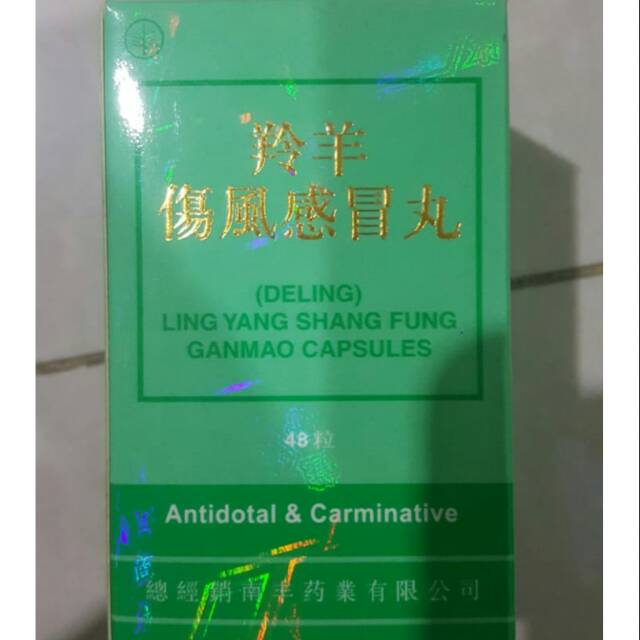 羚羊
傷風感冒丸
(DELING)
LING YANG SHANG FUNG
GANMAO CAPSULES
48粒
Antidotal & Carminative
總經銷南丰药業有限公司